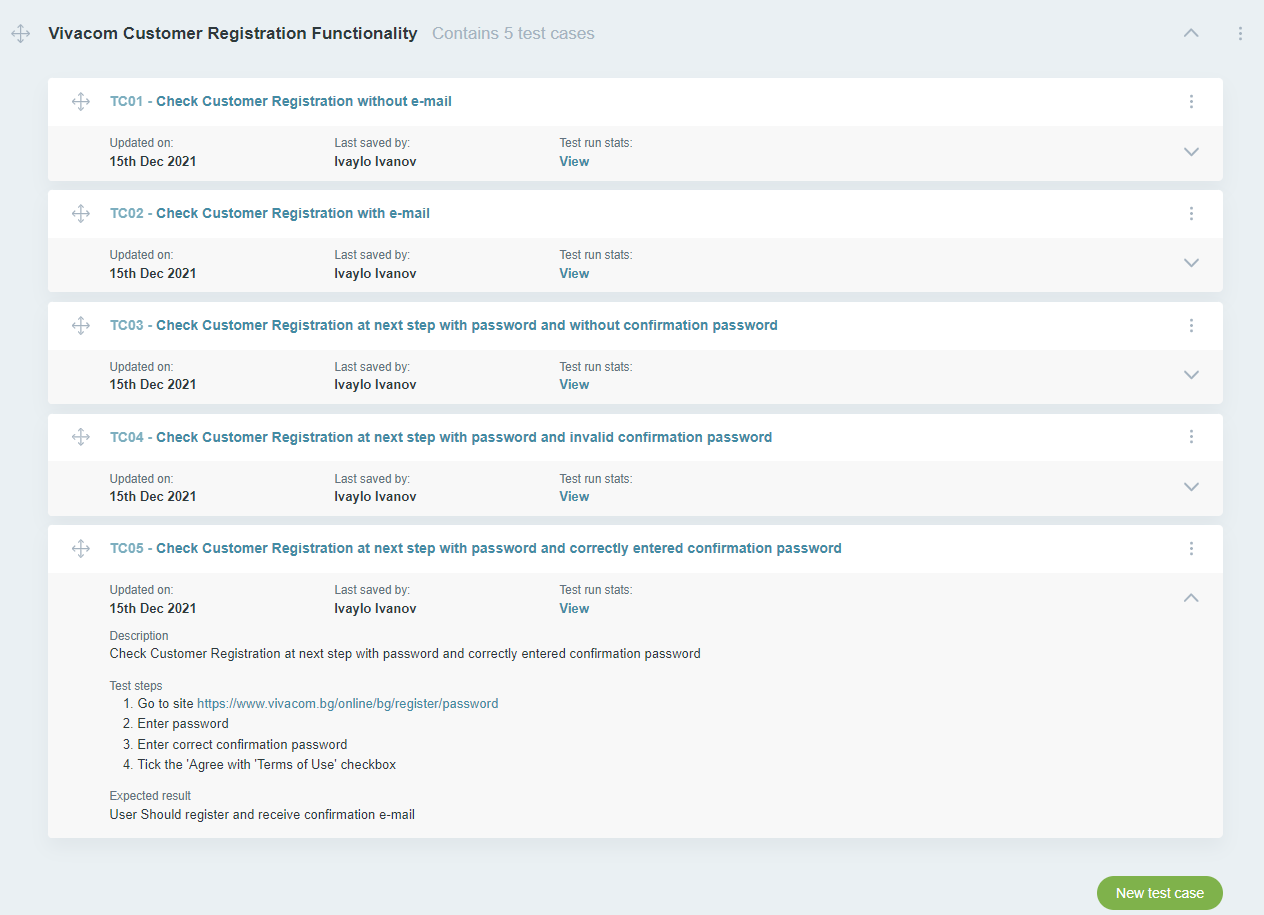 Vivacom Customer Registration Functionality Contains 5 test cases
TC01 - Check Customer Registration without e-mail
Updated on: Last saved by: Test run stats:
15th Dec 2021 Ivaylo Ivanov View
TC02 - Check Customer Registration with e-mail
Updated on: Last saved by: Test run stats:
15th Dec 2021 Ivaylo Ivanov View
TC03 - Check Customer Registration at next step with password and without confirmation password
Updated on: Last saved by: Test run stats:
15th Dec 2021 Ivaylo Ivanov View
TC04 - Check Customer Registration at next step with password and invalid confirmation password
Updated on: Last saved by: Test run stats:
15th Dec 2021 Ivaylo Ivanov View
TC05 - Check Customer Registration at next step with password and correctly entered confirmation password
Updated on: Last saved by: Test run stats:
15th Dec 2021 Ivaylo Ivanov View
Description
Check Customer Registration at next step with password and correctly entered confirmation password
Test steps
1. Go to site https://www.vivacom.bg/online/bg/register/password
2. Enter password
3. Enter correct confirmation password
4. Tick the 'Agree with 'Terms of Use' checkbox
Expected result
User Should register and receive confirmation e-mail
New test case